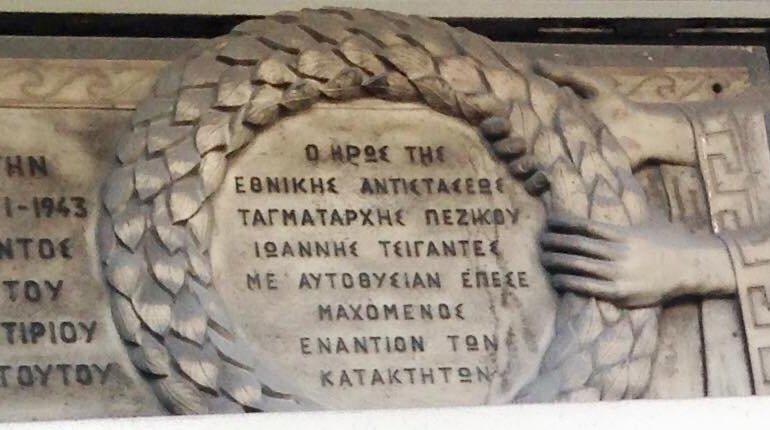 ΤΗΝ
1-1943
ΝΤΟΣ
ΤΟΥ
ΤΙΡΙΟΥ
ΤΟΥΤΟΥ
Ο ΗΡΩΣ ΤΗΣ
ΕΘΝΙΚΗΣ ΑΝΤΙΣΤΑΣΕΩΣ
ΤΑΓΜΑΤΑΡΧΗΣ ΠΕΖΙΚΟΥ
ΙΩΑΝΝΗΣ ΤΣΙΓΑΝΤΕΣ
ΜΕ ΑΥΤΟΘΥΣΙΑΝ ΕΠΕΣΕ
ΜΑΧΟΜΕΝΟΣ
ΕΝΑΝΤΙΟΝ ΤΩΝ
ΚΑΤΑΚΤΗΤΩΝ